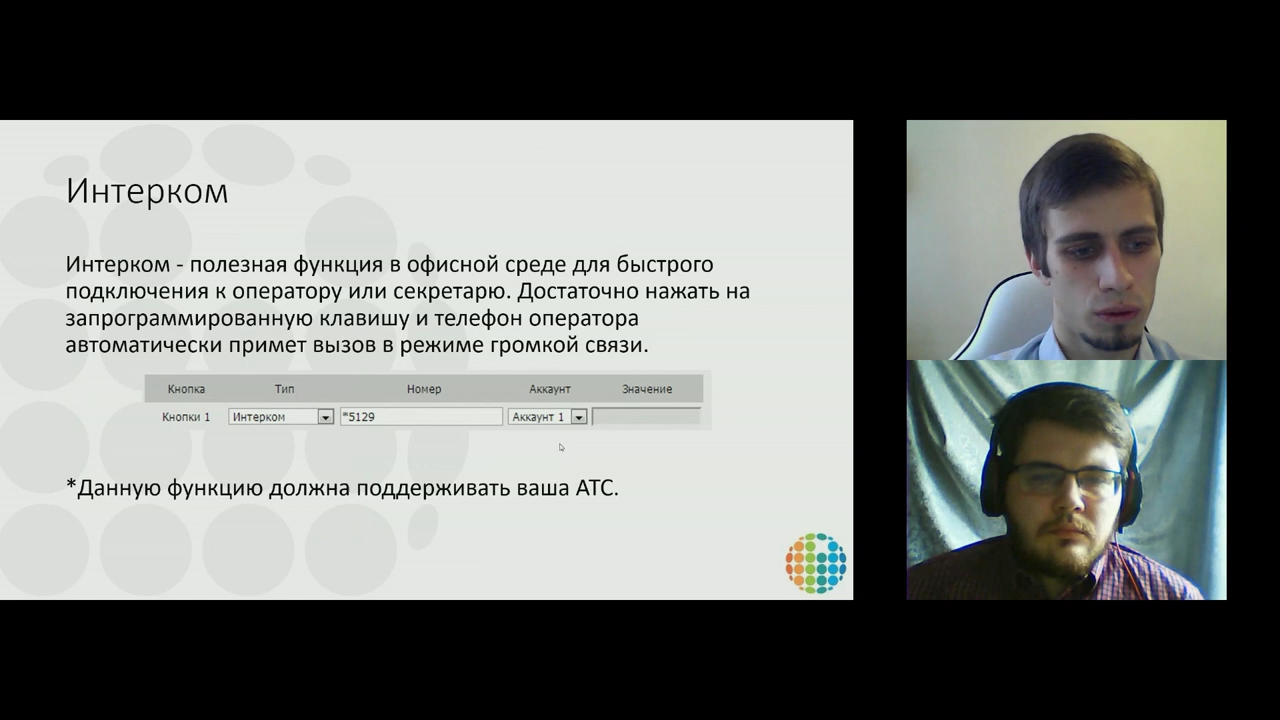 Интерком
Интерком - полезная функция в офисной среде для быстрого
подключения к оператору или секретарю. Достаточно нажать на
запрограммированную клавишу и телефон оператора
автоматически примет вызов в режиме громкой связи.
Кнопка Тип Номер Аккаунт Значение
Кнопки 1 Интерком *5129 Аккаунт 1
*Данную функцию должна поддерживать ваша АТС.